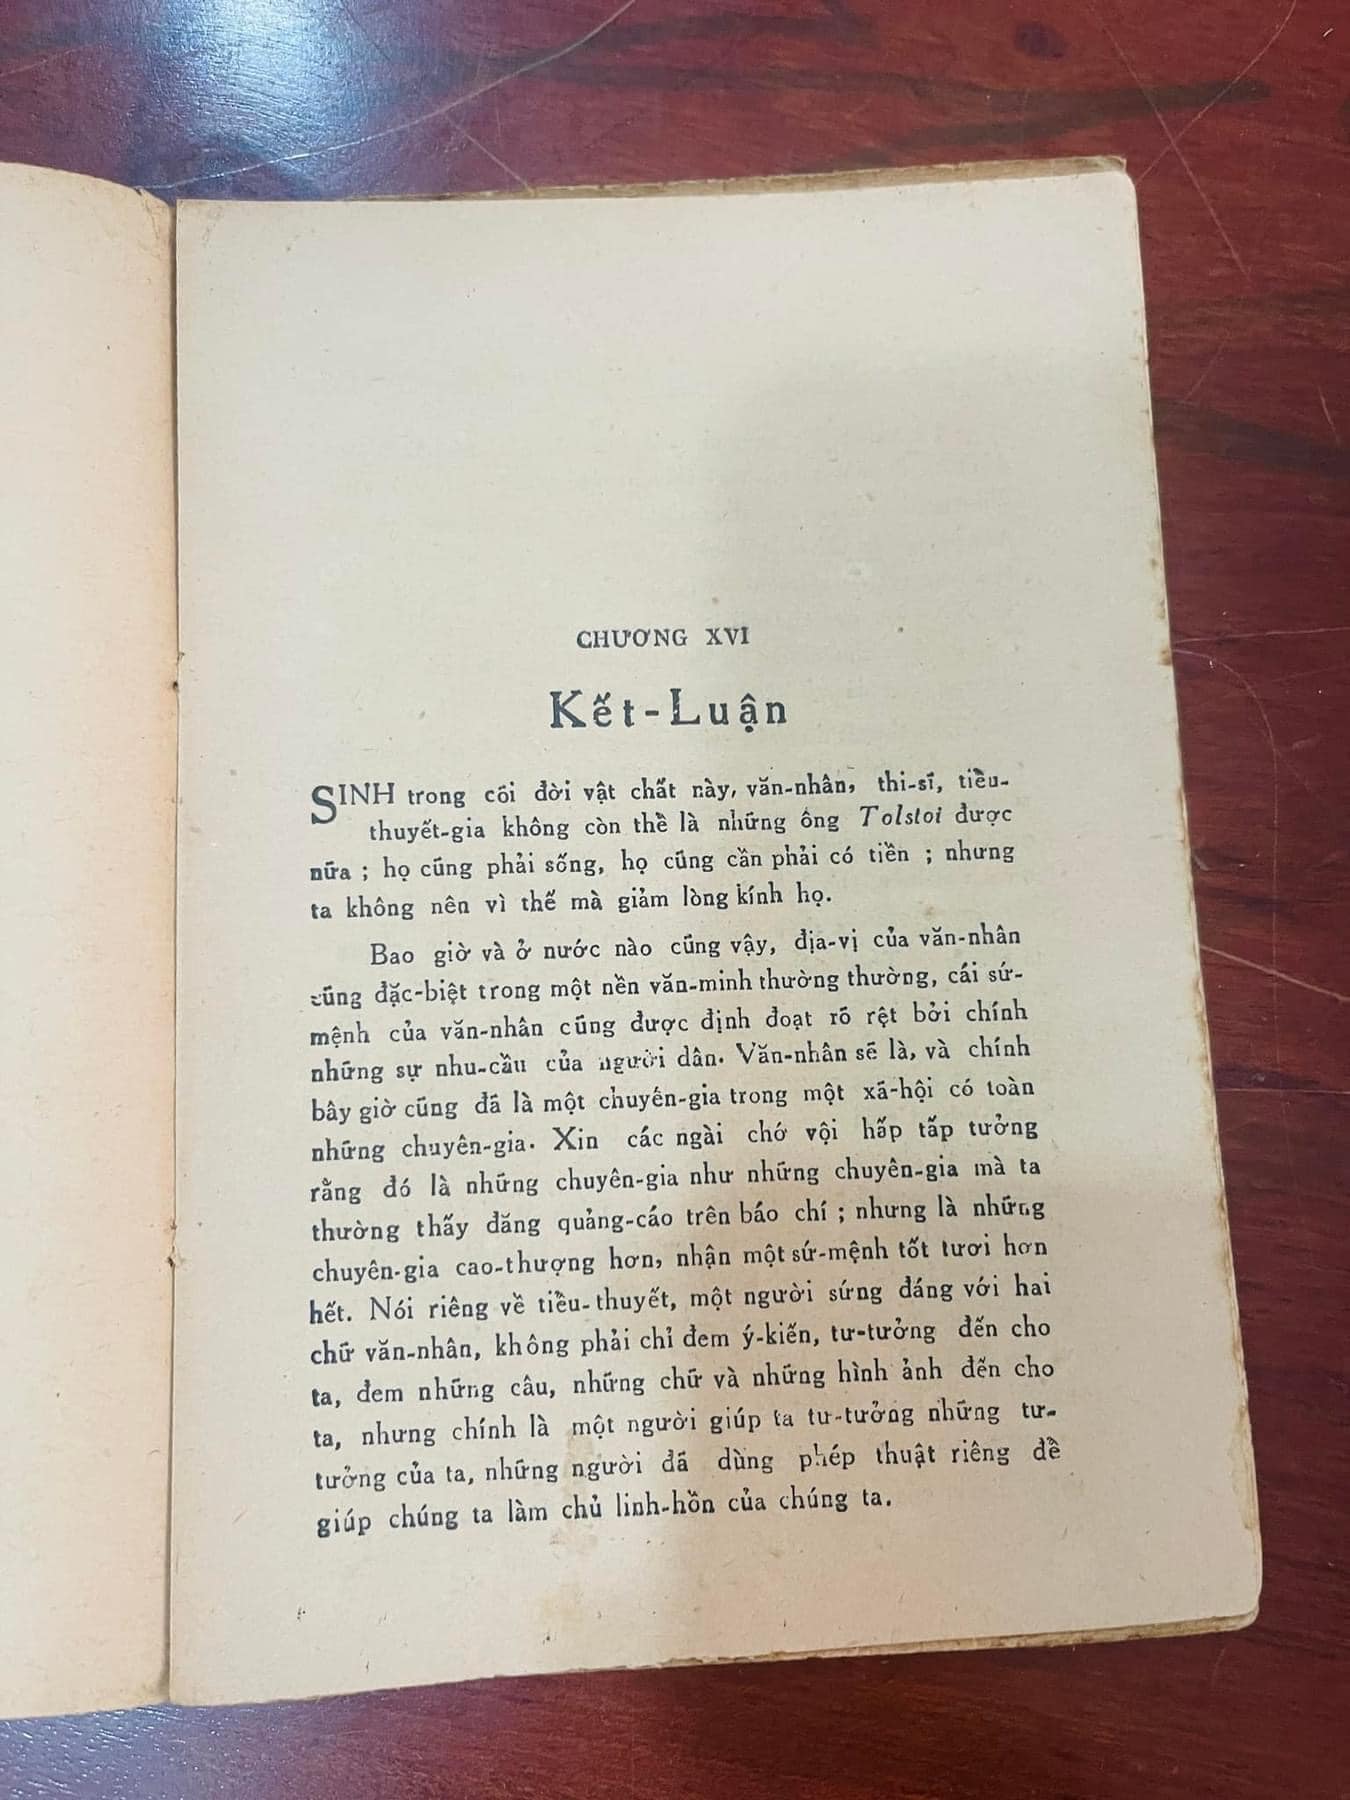 CHƯƠNG XVI
Kết-Luận
SINH trong cõi đời vật chất này, văn-nhân, thi-sĩ, tiểu-
thuyết-gia không còn thể là những ông Tolstoi được
nữa ; họ cũng phải sống, họ cũng cần phải có tiền ; nhưng
ta không nên vì thế mà giảm lòng kính họ.
Bao giờ và ở nước nào cũng vậy, địa-vị của văn-nhân
cũng đặc-biệt trong một nền văn-minh thường thường, cái sứ-
mệnh của văn-nhân cũng được định đoạt rõ rệt bởi chính
những sự nhu-cầu của người dân. Văn-nhân sẽ là, và chính
bây giờ cũng đã là một chuyến-gia trong một xã-hội có toàn
những chuyên-gia. Xin các ngài chớ vội hấp tấp tưởng
rằng đó là những chuyên-gia như những chuyên-gia mà ta
thường thấy đăng quảng-cáo trên báo chí ; nhưng là những
chuyên-gia cao-thượng hơn, nhận một sứ-mệnh tốt tươi hơn
hết. Nói riêng về tiểu-thuyết, một người sứng đáng với hai
chữ văn-nhân, không phải chỉ đem ý-kiến, tư-tưởng đến cho
ta, đem những câu, những chữ và những hình ảnh đến cho
ta, nhưng chính là một người giúp ta tư-tưởng những tư-
tưởng của ta, những người đã dùng phép thuật riêng để
giúp chúng ta làm chủ linh-hồn của chúng ta.